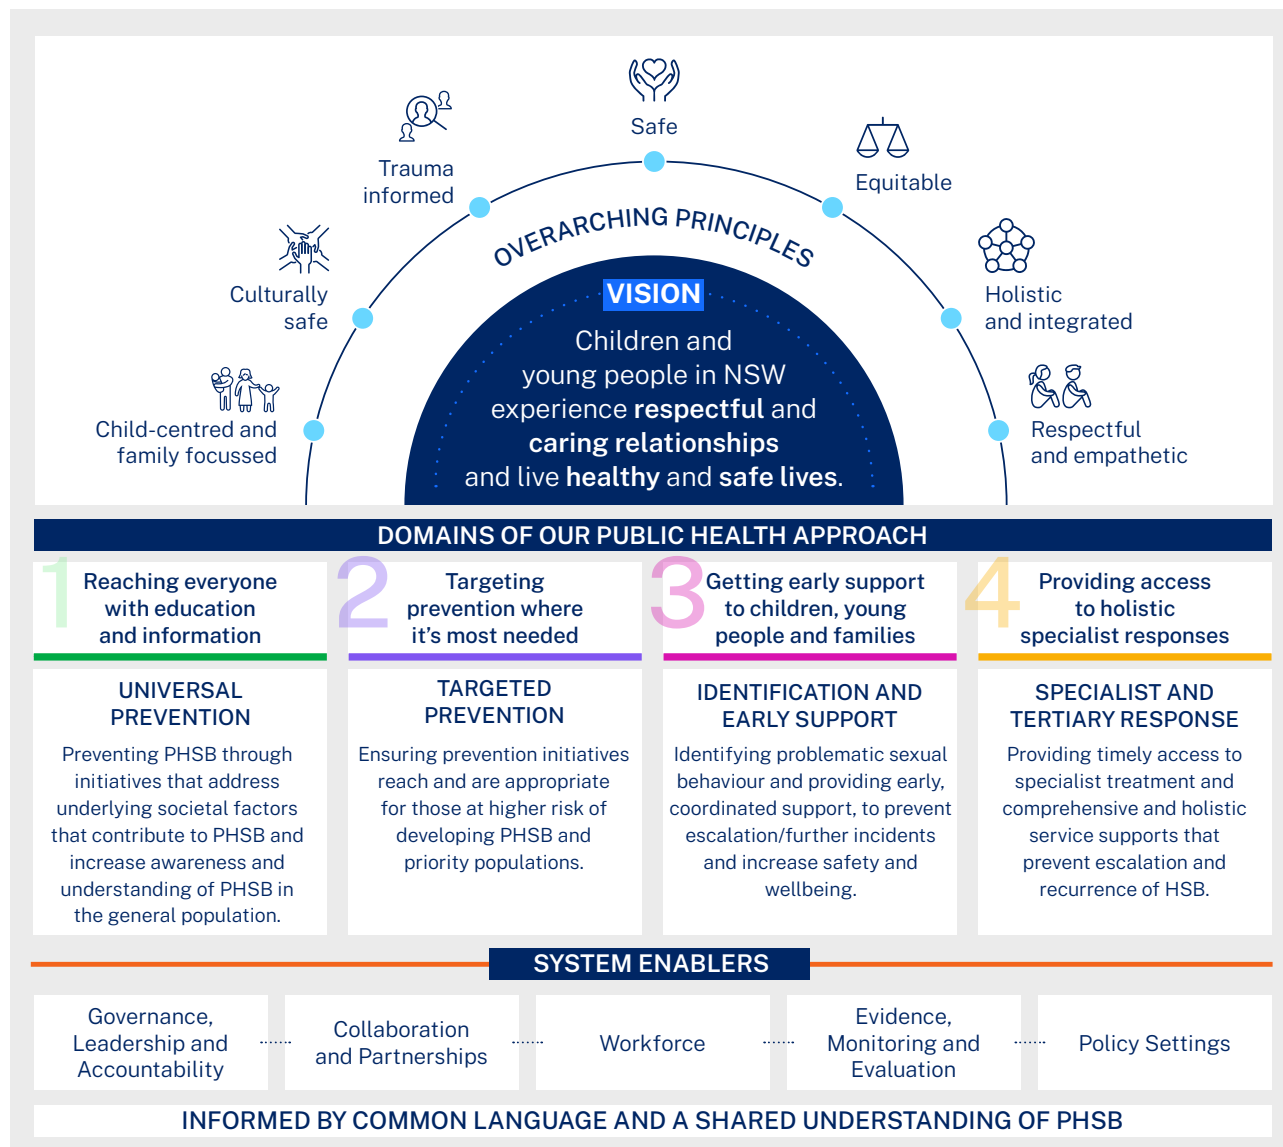 Safe
Trauma
informed
Equitable
OVERARCHING PRINCIPLES
Culturally
safe
Holistic
and integrated
Child-centred and
family focussed
Respectful
and empathetic
VISION
Children and
young people in NSW
experience respectful and
caring relationships
and live healthy and safe lives.
DOMAINS OF OUR PUBLIC HEALTH APPROACH
1
Reaching everyone
with education
and information
UNIVERSAL
PREVENTION
Preventing PHSB through
initiatives that address
underlying societal factors
that contribute to PHSB and
increase awareness and
understanding of PHSB in
the general population.
2
Targeting
prevention where
it’s most needed
TARGETED
PREVENTION
Ensuring prevention initiatives
reach and are appropriate
for those at higher risk of
developing PHSB and
priority populations.
3
Getting early support
to children, young
people and families
IDENTIFICATION AND
EARLY SUPPORT
Identifying problematic sexual
behaviour and providing early,
coordinated support, to prevent
escalation/further incidents
and increase safety and
wellbeing.
4
Providing access
to holistic
specialist responses
SPECIALIST AND
TERTIARY RESPONSE
Providing timely access to
specialist treatment and
comprehensive and holistic
service supports that
prevent escalation and
recurrence of HSB.
SYSTEM ENABLERS
Governance,
Leadership and
Accountability
Collaboration
and Partnerships
Workforce
Evidence,
Monitoring and
Evaluation
Policy Settings
INFORMED BY COMMON LANGUAGE AND A SHARED UNDERSTANDING OF PHSB